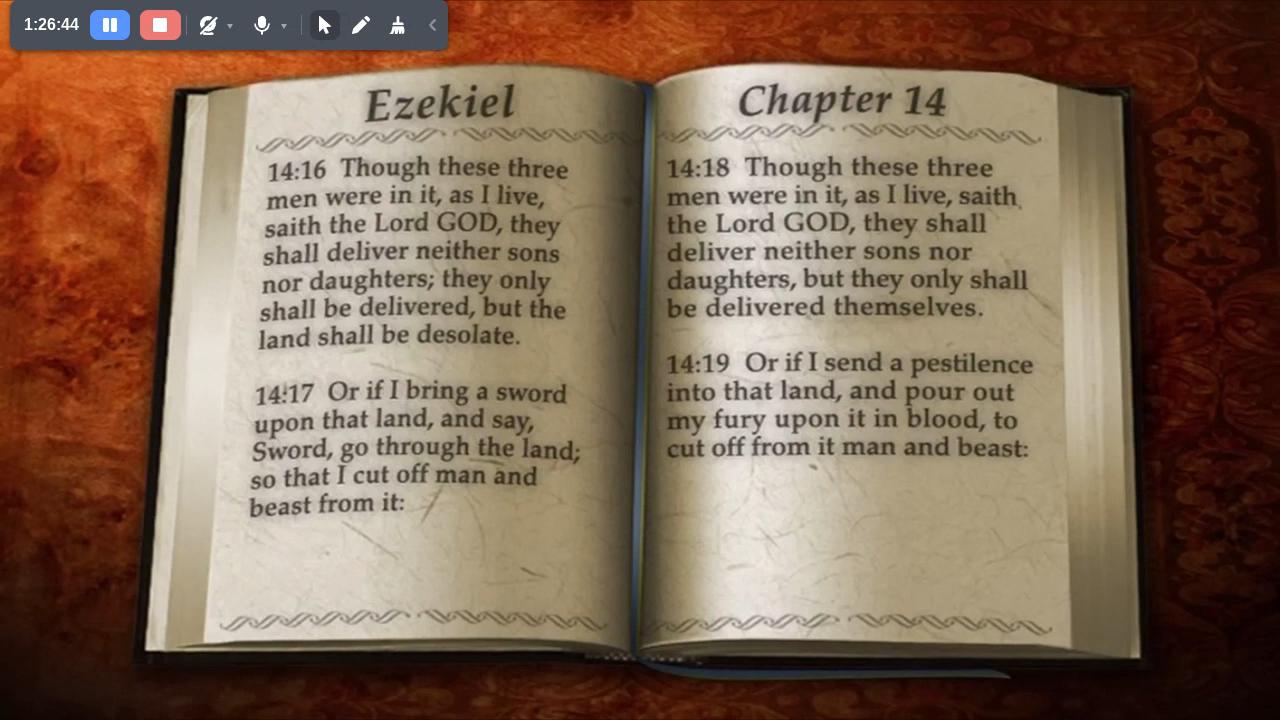 1:26:44
Ezekiel
14:16 Though these three
men were in it, as I live,
saith the Lord GOD, they
shall deliver neither sons
nor daughters; they only
shall be delivered, but the
land shall be desolate.
14:17 Or if I bring a sword
upon that land, and say,
Sword, go through the land;
so that I cut off man and
beast from it:
Chapter 14
14:18 Though these three
men were in it, as I live, saith
the Lord GOD, they shall
deliver neither sons nor
daughters, but they only shall
be delivered themselves.
14:19 Or if I send a pestilence
into that land, and pour out
my fury upon it in blood, to
cut off from it man and beast: